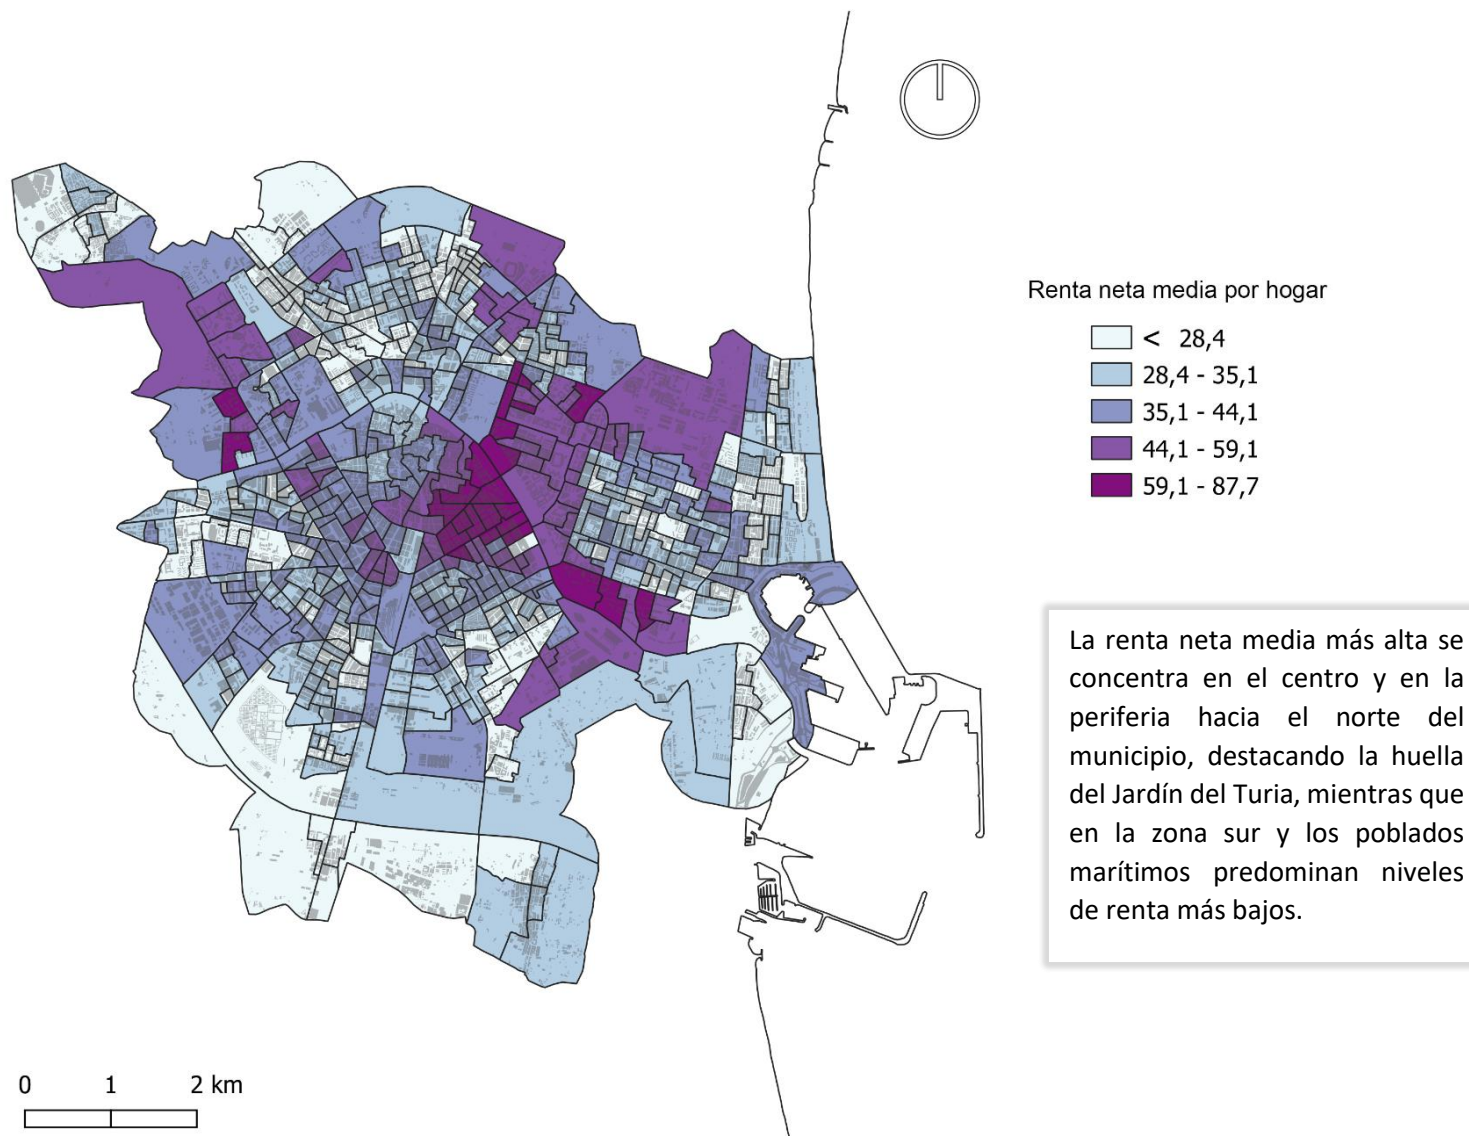 Renta neta media por hogar
< 28,4
28,4 - 35,1
35,1 - 44,1
44,1 - 59,1
59,1 - 87,7
La renta neta media más alta se
concentra en el centro y en la
periferia hacia el norte del
municipio, destacando la huella
del Jardín del Turia, mientras que
en la zona sur y los poblados
marítimos predominan niveles
de renta más bajos.
0 1 2 km